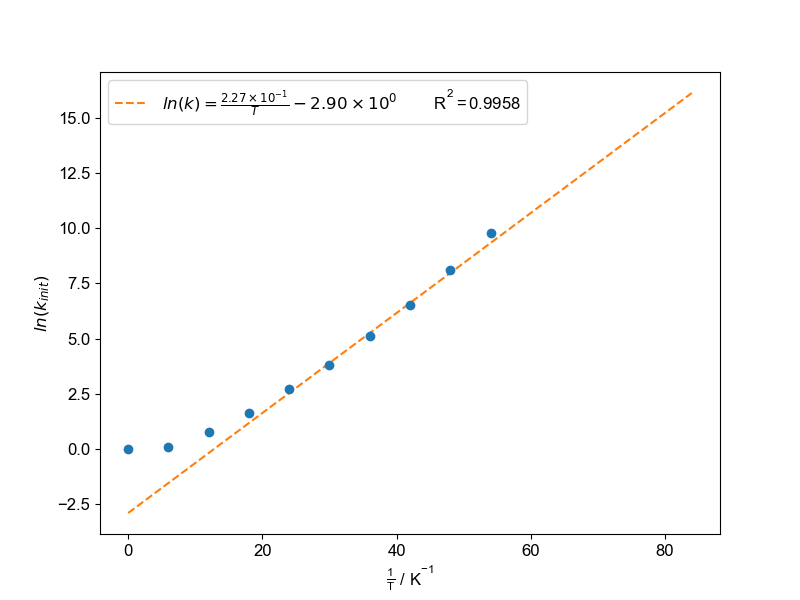 ln(k) = 2.27 × 10⁻¹/T − 2.90 × 10⁰ R² = 0.9958
15.0
12.5
10.0
7.5
5.0
2.5
0.0
−2.5
ln(k_init)
0 20 40 60 80
1/T / K⁻¹